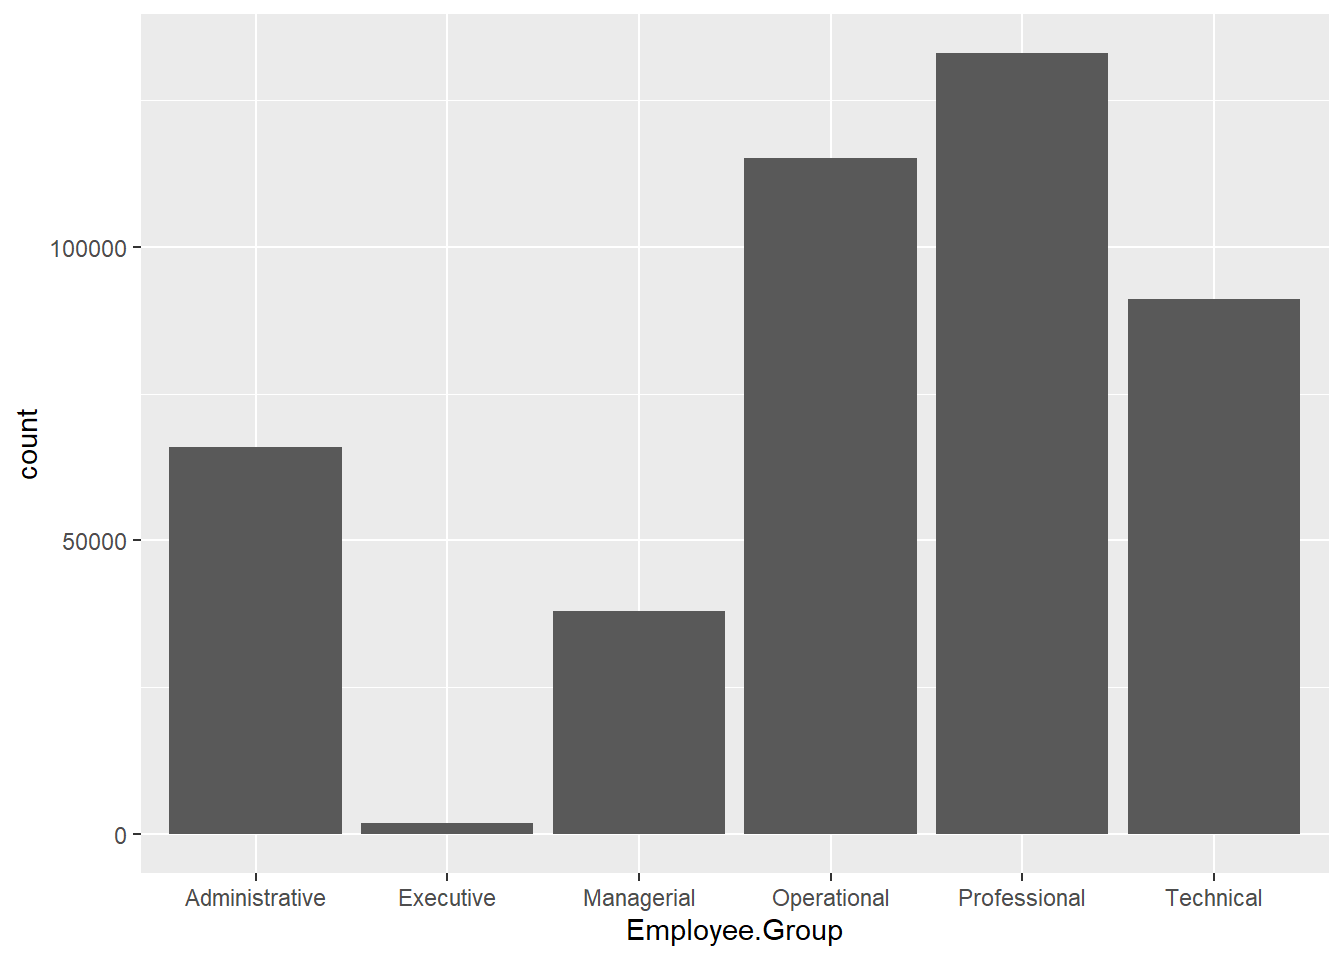 100000
50000
0
count
Administrative Executive Managerial Operational Professional Technical
Employee.Group